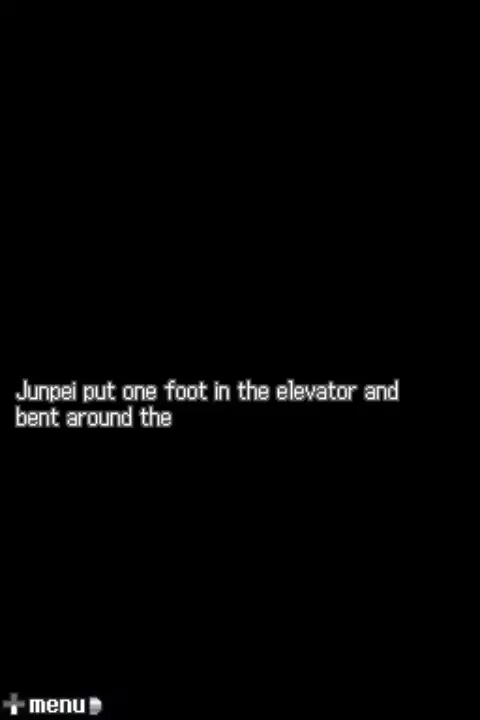 Junpei put one foot in the elevator and
bent around the
menu